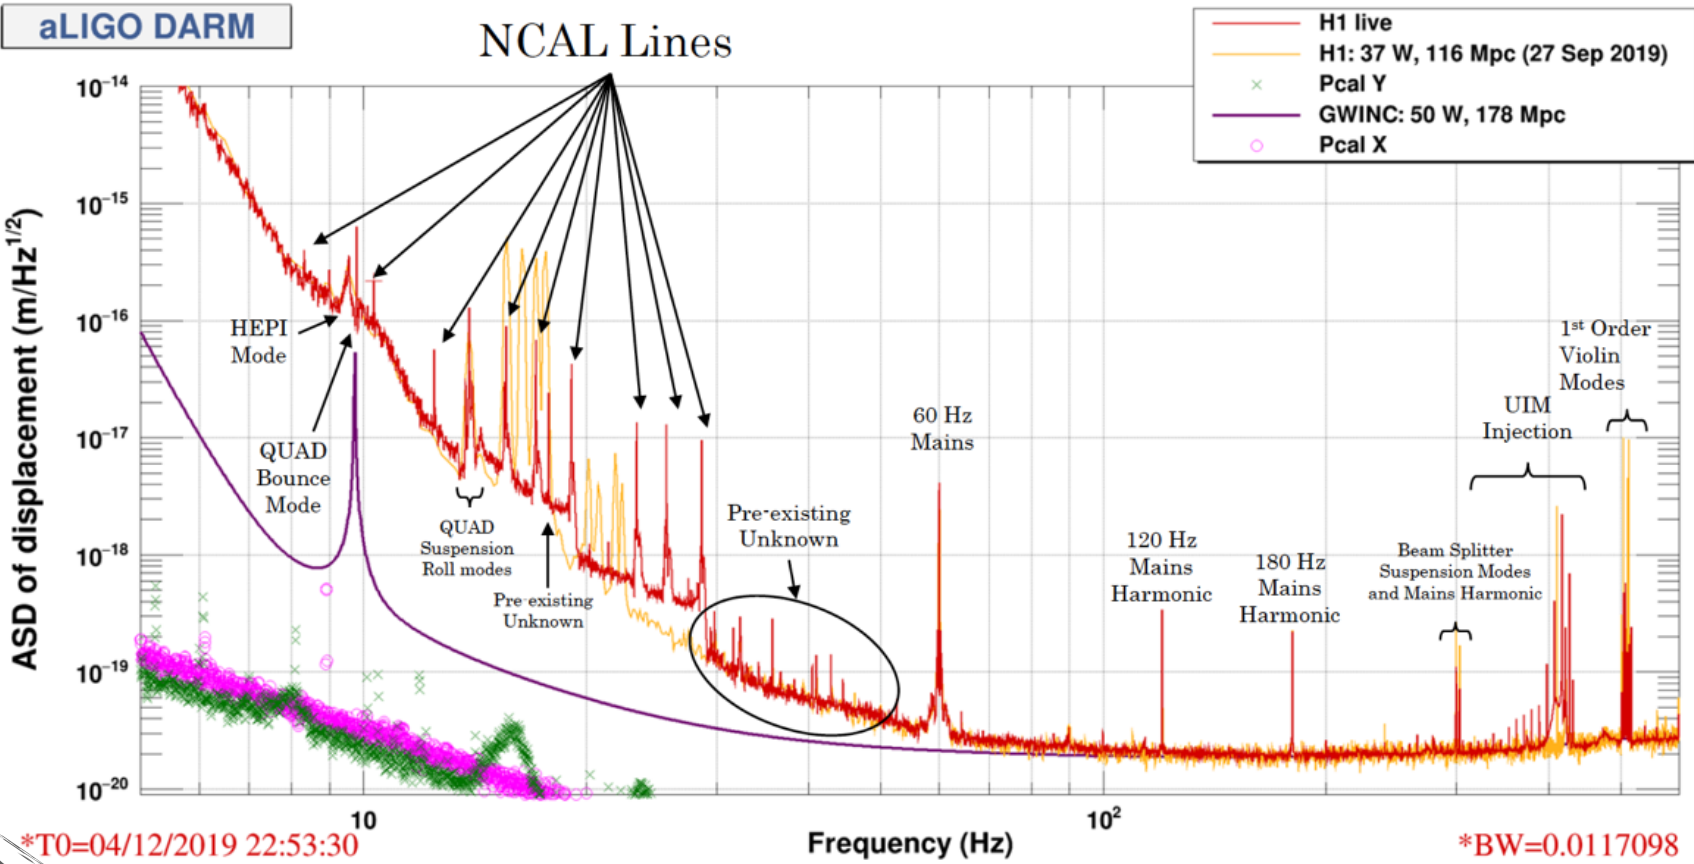 aLIGO DARM
NCAL Lines
H1 live
H1: 37 W, 116 Mpc (27 Sep 2019)
Pcal Y
GWINC: 50 W, 178 Mpc
Pcal X
10⁻¹⁴
10⁻¹⁵
10⁻¹⁶
10⁻¹⁷
10⁻¹⁸
10⁻¹⁹
10⁻²⁰
ASD of displacement (m/Hz^1/2)
HEPI
Mode
QUAD
Bounce
Mode
QUAD
Suspension
Roll modes
Pre-existing
Unknown
Pre-existing
Unknown
60 Hz
Mains
120 Hz
Mains
Harmonic
180 Hz
Mains
Harmonic
Beam Splitter
Suspension Modes
and Mains Harmonic
UIM
Injection
1st Order
Violin
Modes
10
10²
Frequency (Hz)
*T0=04/12/2019 22:53:30
*BW=0.0117098